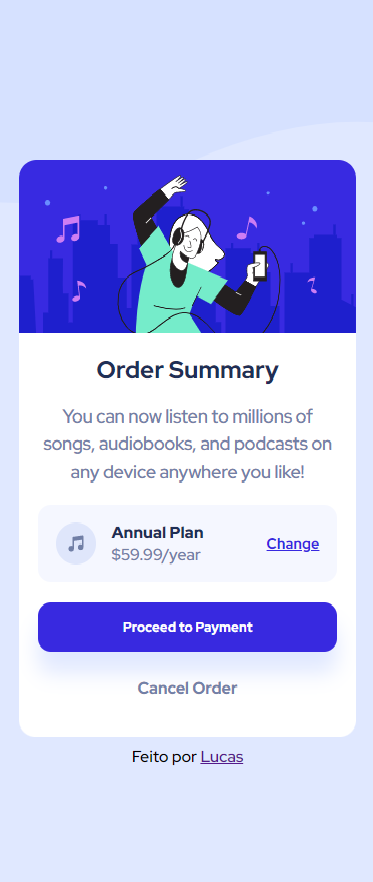 Order Summary
You can now listen to millions of
songs, audiobooks, and podcasts on
any device anywhere you like!
Annual Plan
$59.99/year
Change
Proceed to Payment
Cancel Order
Feito por Lucas